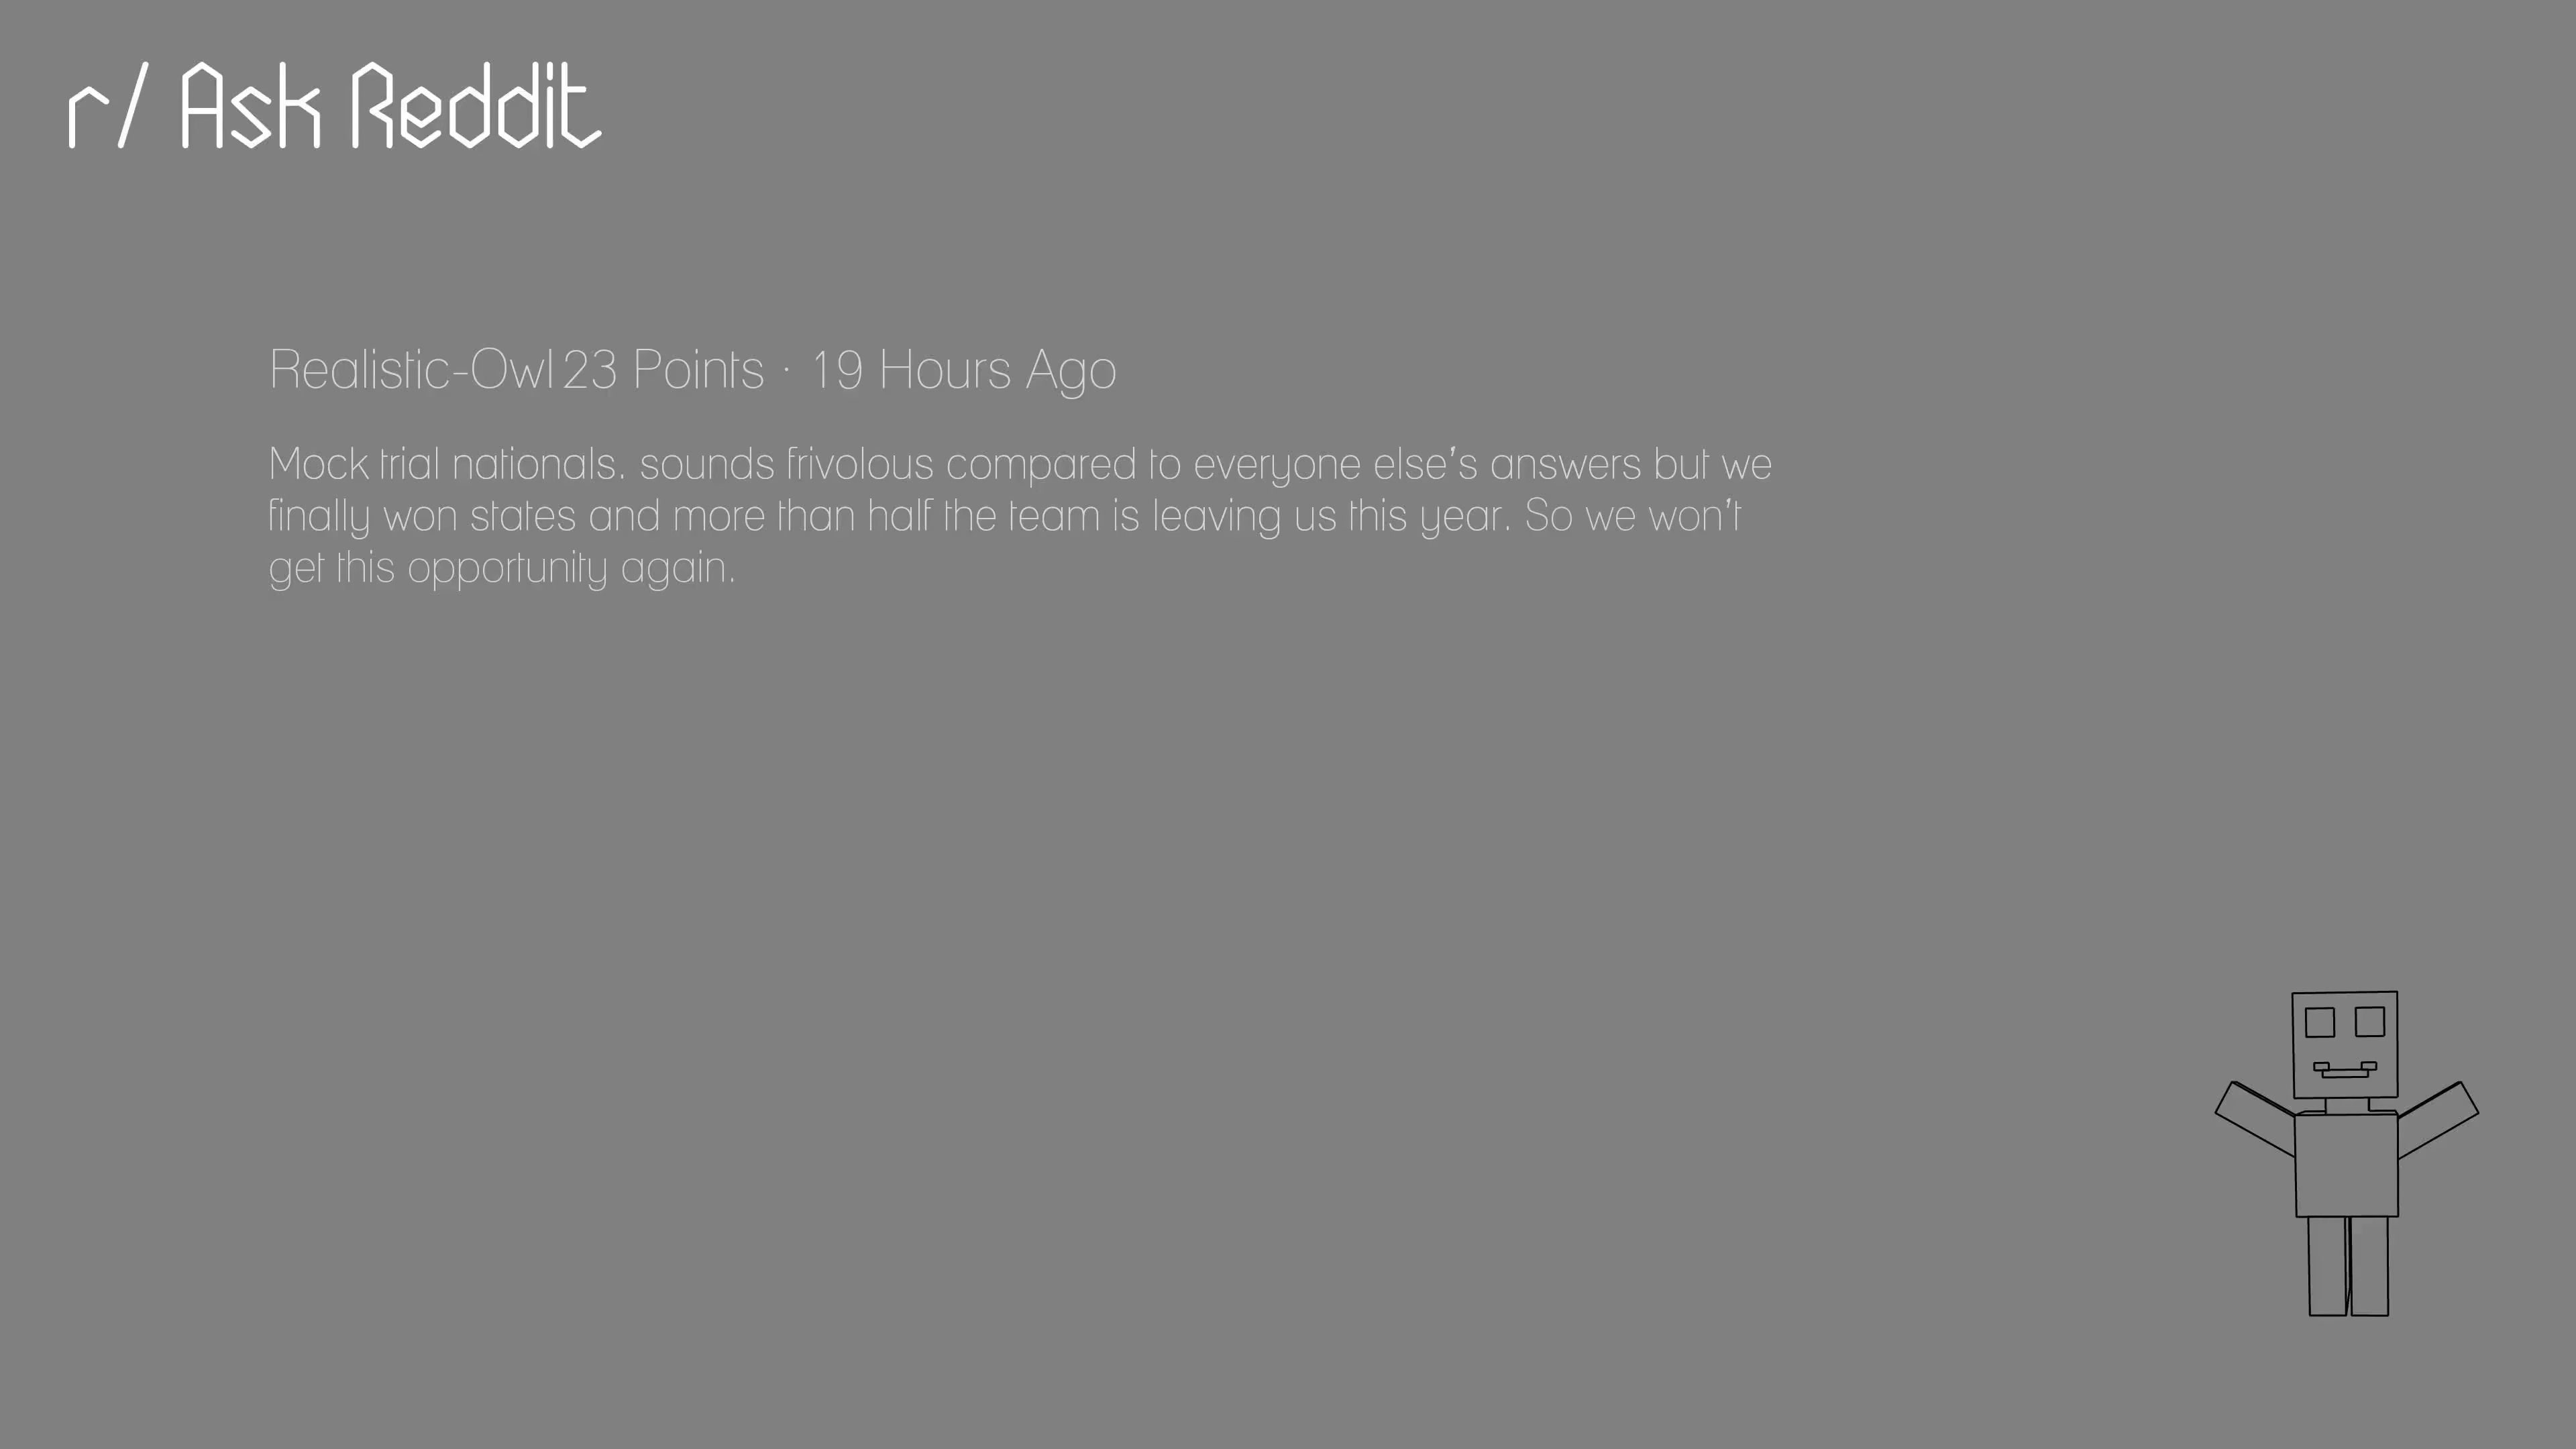 r/ Ask Reddit
Realistic-Owl 23 Points · 19 Hours Ago
Mock trial nationals. sounds frivolous compared to everyone else's answers but we
finally won states and more than half the team is leaving us this year. So we won't
get this opportunity again.